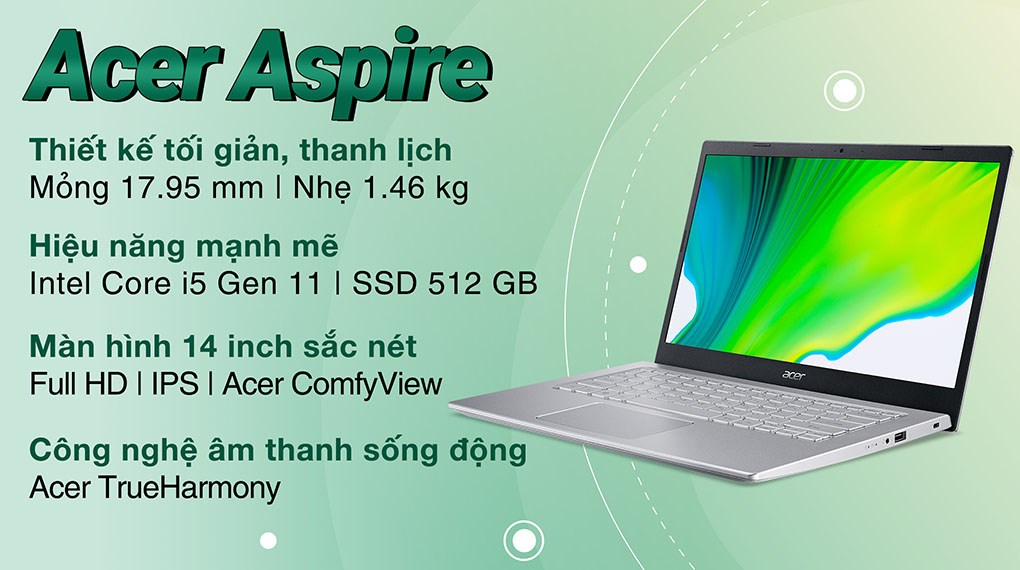 Acer Aspire
Thiết kế tối giản, thanh lịch
Mỏng 17.95 mm | Nhẹ 1.46 kg
Hiệu năng mạnh mẽ
Intel Core i5 Gen 11 | SSD 512 GB
Màn hình 14 inch sắc nét
Full HD | IPS | Acer ComfyView
Công nghệ âm thanh sống động
Acer TrueHarmony
acer